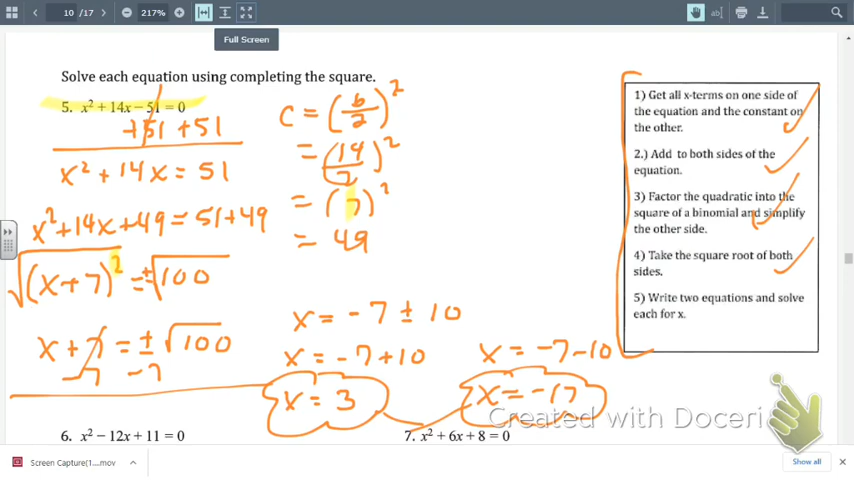 10 /17
217%
ab
Full Screen
Solve each equation using completing the square.
5. x² + 14x – 51 = 0
+51 +51
x² + 14x = 51
x² + 14x + 49 = 51 + 49
√(x+7)² = ±√100
x + 7 = ±√100
-7 -7
C = (b/2)²
= (14/2)²
= (7)²
= 49
x = -7 ± 10
x = -7 + 10
x = 3
x = -7 - 10
x = -17
1) Get all x-terms on one side of
the equation and the constant on
the other.
2.) Add to both sides of the
equation.
3) Factor the quadratic into the
square of a binomial and simplify
the other side.
4) Take the square root of both
sides.
5) Write two equations and solve
each for x.
Created with Doceri
6. x² – 12x + 11 = 0
7. x² + 6x + 8 = 0
Screen Capture(1....mov
Show all